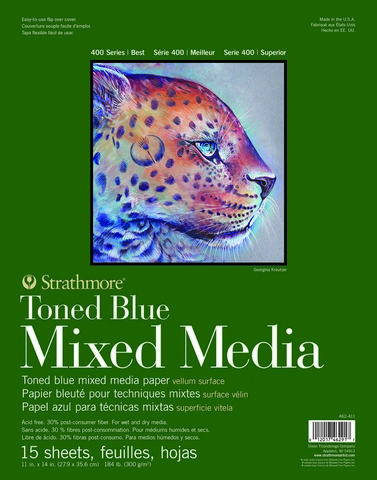 Easy-to-use flip over cover.
Couverture souple facile d'emploi.
Tapa flexible fácil de usar.
Made in the U.S.A.
Fabriqué aux États-Unis
Hecho en EE. UU.
400 Series | Best Série 400 | Meilleur Serie 400 | Superior
Georgina Kreutzer
Strathmore®
Toned Blue
Mixed Media
Toned blue mixed media paper vellum surface
Papier bleuté pour techniques mixtes surface vélin
Papel azul para técnicas mixtas superficie vitela
Acid free. 30% post-consumer fiber. For wet and dry media.
Sans acide. 30 % fibres post-consommation. Pour médiums humides et secs.
Libre de ácido. 30% fibras post-consumo. Para medios húmedos y secos.
15 sheets, feuilles, hojas
11 in. x 14 in. (27.9 x 35.6 cm) 184 lb. (300 g/m²)
462-411
Appleton, WI 54913
www.strathmoreartist.com